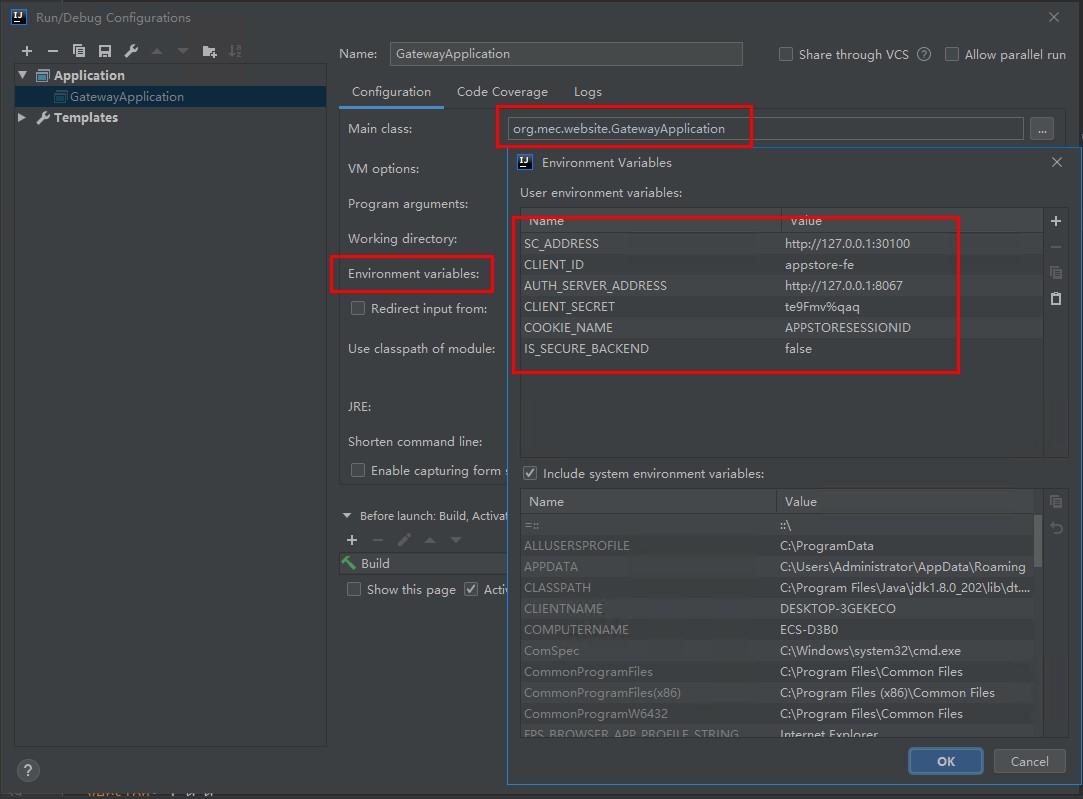 Run/Debug Configurations
Name: GatewayApplication Share through VCS ? Allow parallel run
Application
GatewayApplication
Templates
Configuration Code Coverage Logs
Main class: org.mec.website.GatewayApplication ...
VM options:
Program arguments:
Working directory:
Environment variables:
Redirect input from:
Use classpath of module:
JRE:
Shorten command line:
Enable capturing form
Before launch: Build, Activat
Build
Show this page Activ
Environment Variables
User environment variables:
Name Value
SC_ADDRESS http://127.0.0.1:30100
CLIENT_ID appstore-fe
AUTH_SERVER_ADDRESS http://127.0.0.1:8067
CLIENT_SECRET te9Fmv%qaq
COOKIE_NAME APPSTORESESSIONID
IS_SECURE_BACKEND false
Include system environment variables:
Name Value
=:: ::\
ALLUSERSPROFILE C:\ProgramData
APPDATA C:\Users\Administrator\AppData\Roaming
CLASSPATH C:\Program Files\Java\jdk1.8.0_202\lib\dt....
CLIENTNAME DESKTOP-3GEKECO
COMPUTERNAME ECS-D3B0
ComSpec C:\Windows\system32\cmd.exe
CommonProgramFiles C:\Program Files\Common Files
CommonProgramFiles(x86) C:\Program Files (x86)\Common Files
CommonProgramW6432 C:\Program Files\Common Files
FPS_BROWSER_APP_PROFILE_STRING Internet Explorer
OK Cancel
?